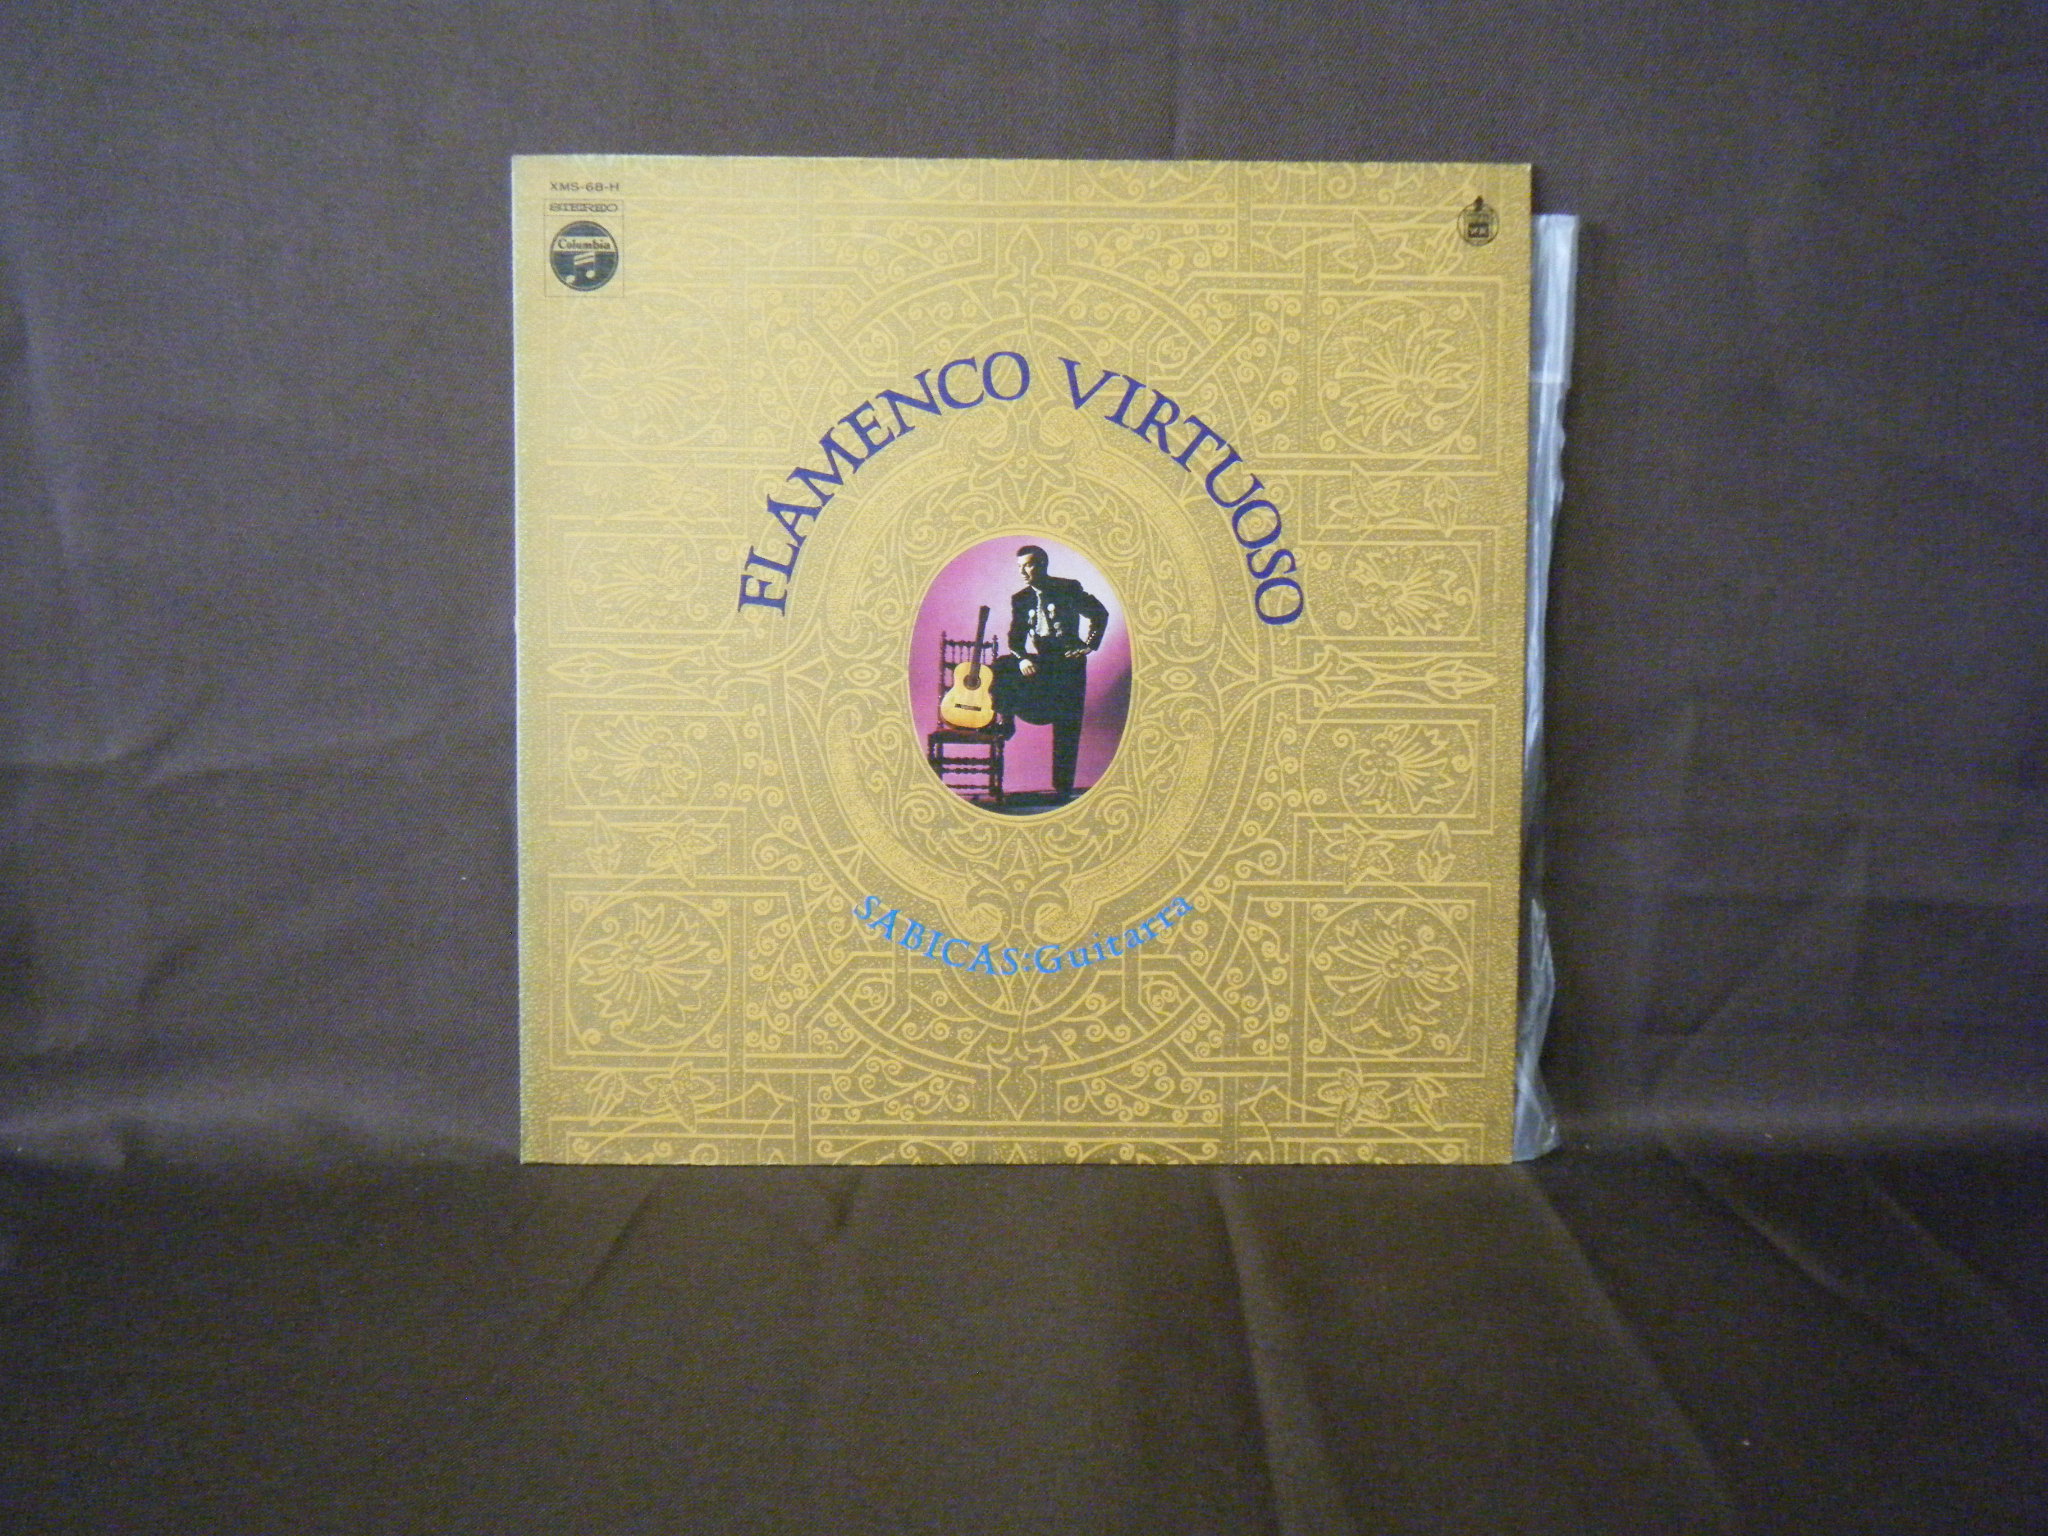 XMS-68-H
STEREO
Columbia
FLAMENCO VIRTUOSO
SABICAS:Guitarra